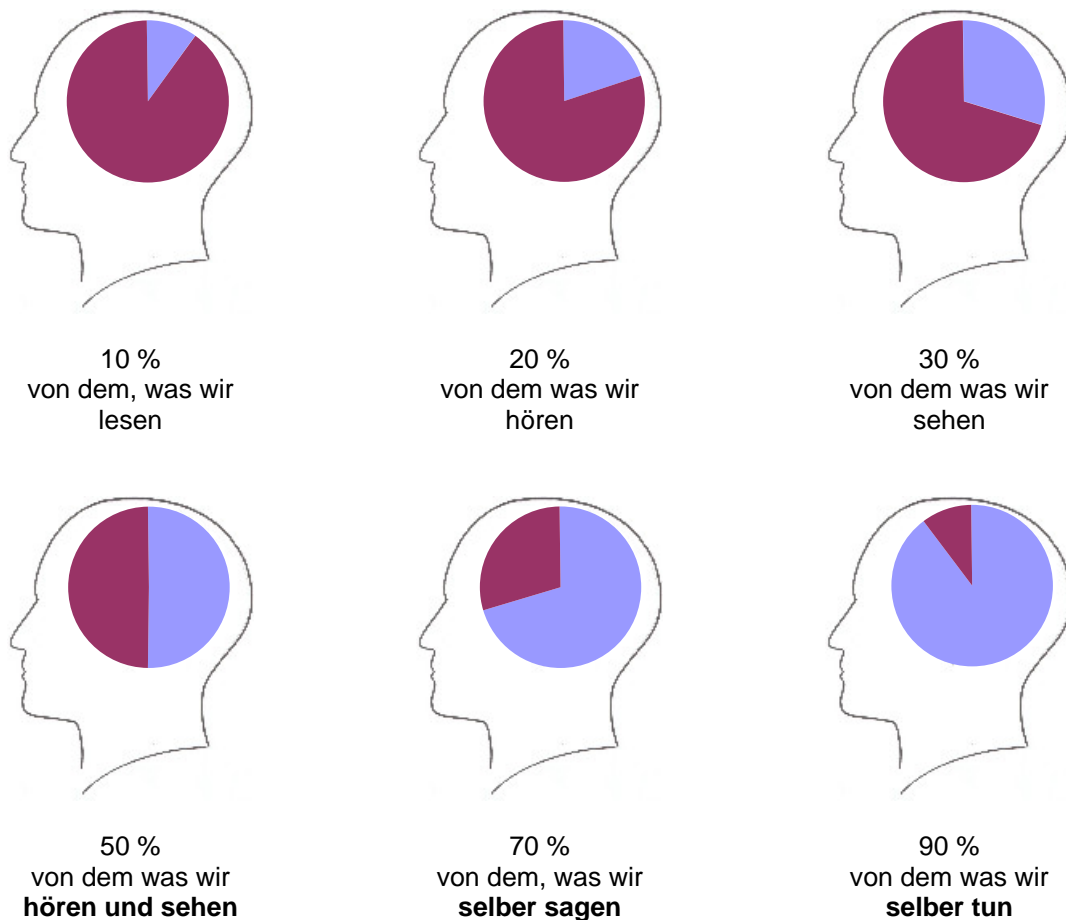 10 %
von dem, was wir
lesen
20 %
von dem was wir
hören
30 %
von dem was wir
sehen
50 %
von dem was wir
hören und sehen
70 %
von dem, was wir
selber sagen
90 %
von dem was wir
selber tun